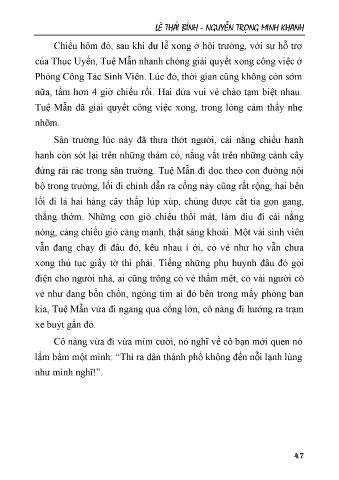 LÊ THÁI BÌNH - NGUYỄN TRỌNG MINH KHANH
Chiều hôm đó, sau khi dự lễ xong ở hội trường, với sự hỗ trợ
của Thục Uyển, Tuệ Mẫn nhanh chóng giải quyết xong công việc ở
Phòng Công Tác Sinh Viên. Lúc đó, thời gian cũng không còn sớm
nữa, tầm hơn 4 giờ chiều rồi. Hai đứa vui vẻ chào tạm biệt nhau.
Tuệ Mẫn đã giải quyết công việc xong, trong lòng cảm thấy nhẹ
nhõm.
Sân trường lúc này đã thưa thớt người, cái nắng chiều hanh
hanh còn sót lại trên những thảm cỏ, nắng vắt trên những cành cây
đứng rải rác trong sân trường. Tuệ Mẫn đi dọc theo con đường nội
bộ trong trường, lối đi chính dẫn ra cổng này cũng rất rộng, hai bên
lối đi là hai hàng cây thấp lúp xúp, chúng được cắt tỉa gọn gang,
thẳng thớm. Những cơn gió chiều thổi mát, làm dịu đi cái nắng
nóng, càng chiều gió càng mạnh, thật sảng khoái. Một vài sinh viên
vẫn đang chạy đi đâu đó, kêu nhau í ới, có vẻ như họ vẫn chưa
xong thủ tục giấy tờ thì phải. Tiếng những phụ huynh đâu đó gọi
điện cho người nhà, ai cũng trông có vẻ thấm mệt, có vài người có
vẻ như đang bồn chồn, ngóng tìm ai đó bên trong mấy phòng ban
kia, Tuệ Mẫn vừa đi ngang qua cổng lớn, cô nàng đi hướng ra trạm
xe buýt gần đó.
Cô nàng vừa đi vừa mím cười, nó nghĩ về cô bạn mới quen nó
lẩm bẩm một mình: “Thì ra dân thành phố không đến nỗi lạnh lùng
như mình nghĩ!”.
47